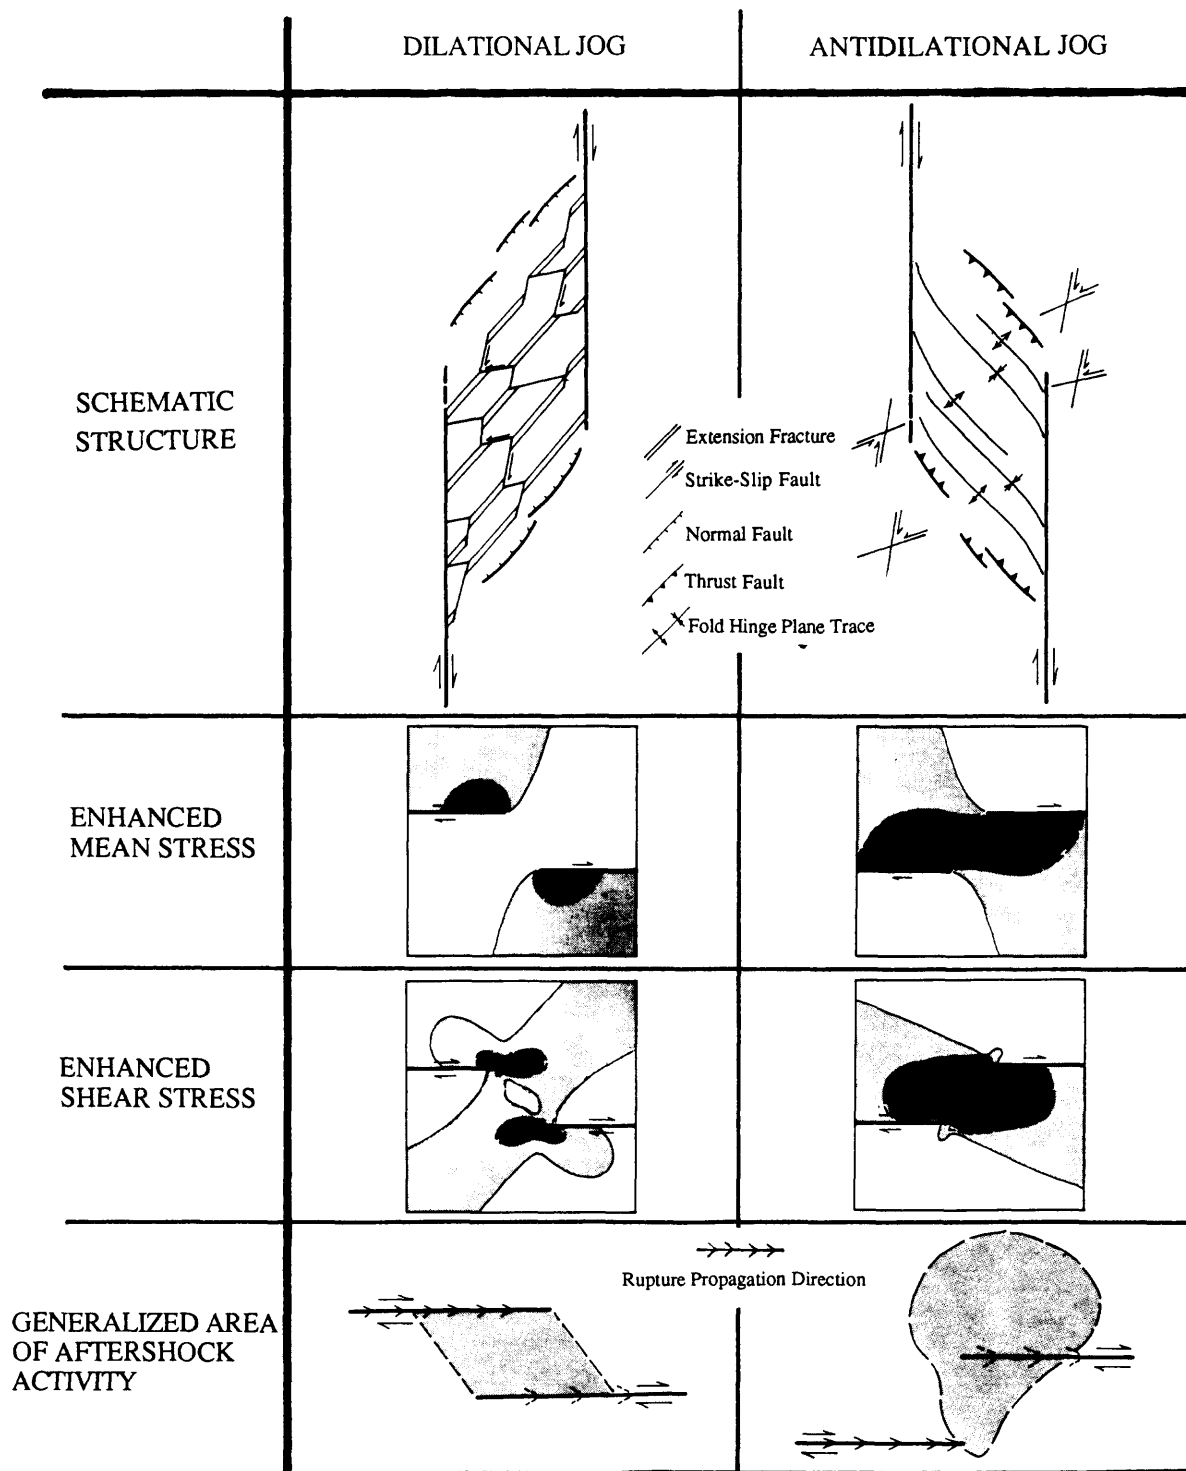 DILATIONAL JOG
ANTIDILATIONAL JOG
SCHEMATIC
STRUCTURE
Extension Fracture
Strike-Slip Fault
Normal Fault
Thrust Fault
Fold Hinge Plane Trace
ENHANCED
MEAN STRESS
ENHANCED
SHEAR STRESS
Rupture Propagation Direction
GENERALIZED AREA
OF AFTERSHOCK
ACTIVITY